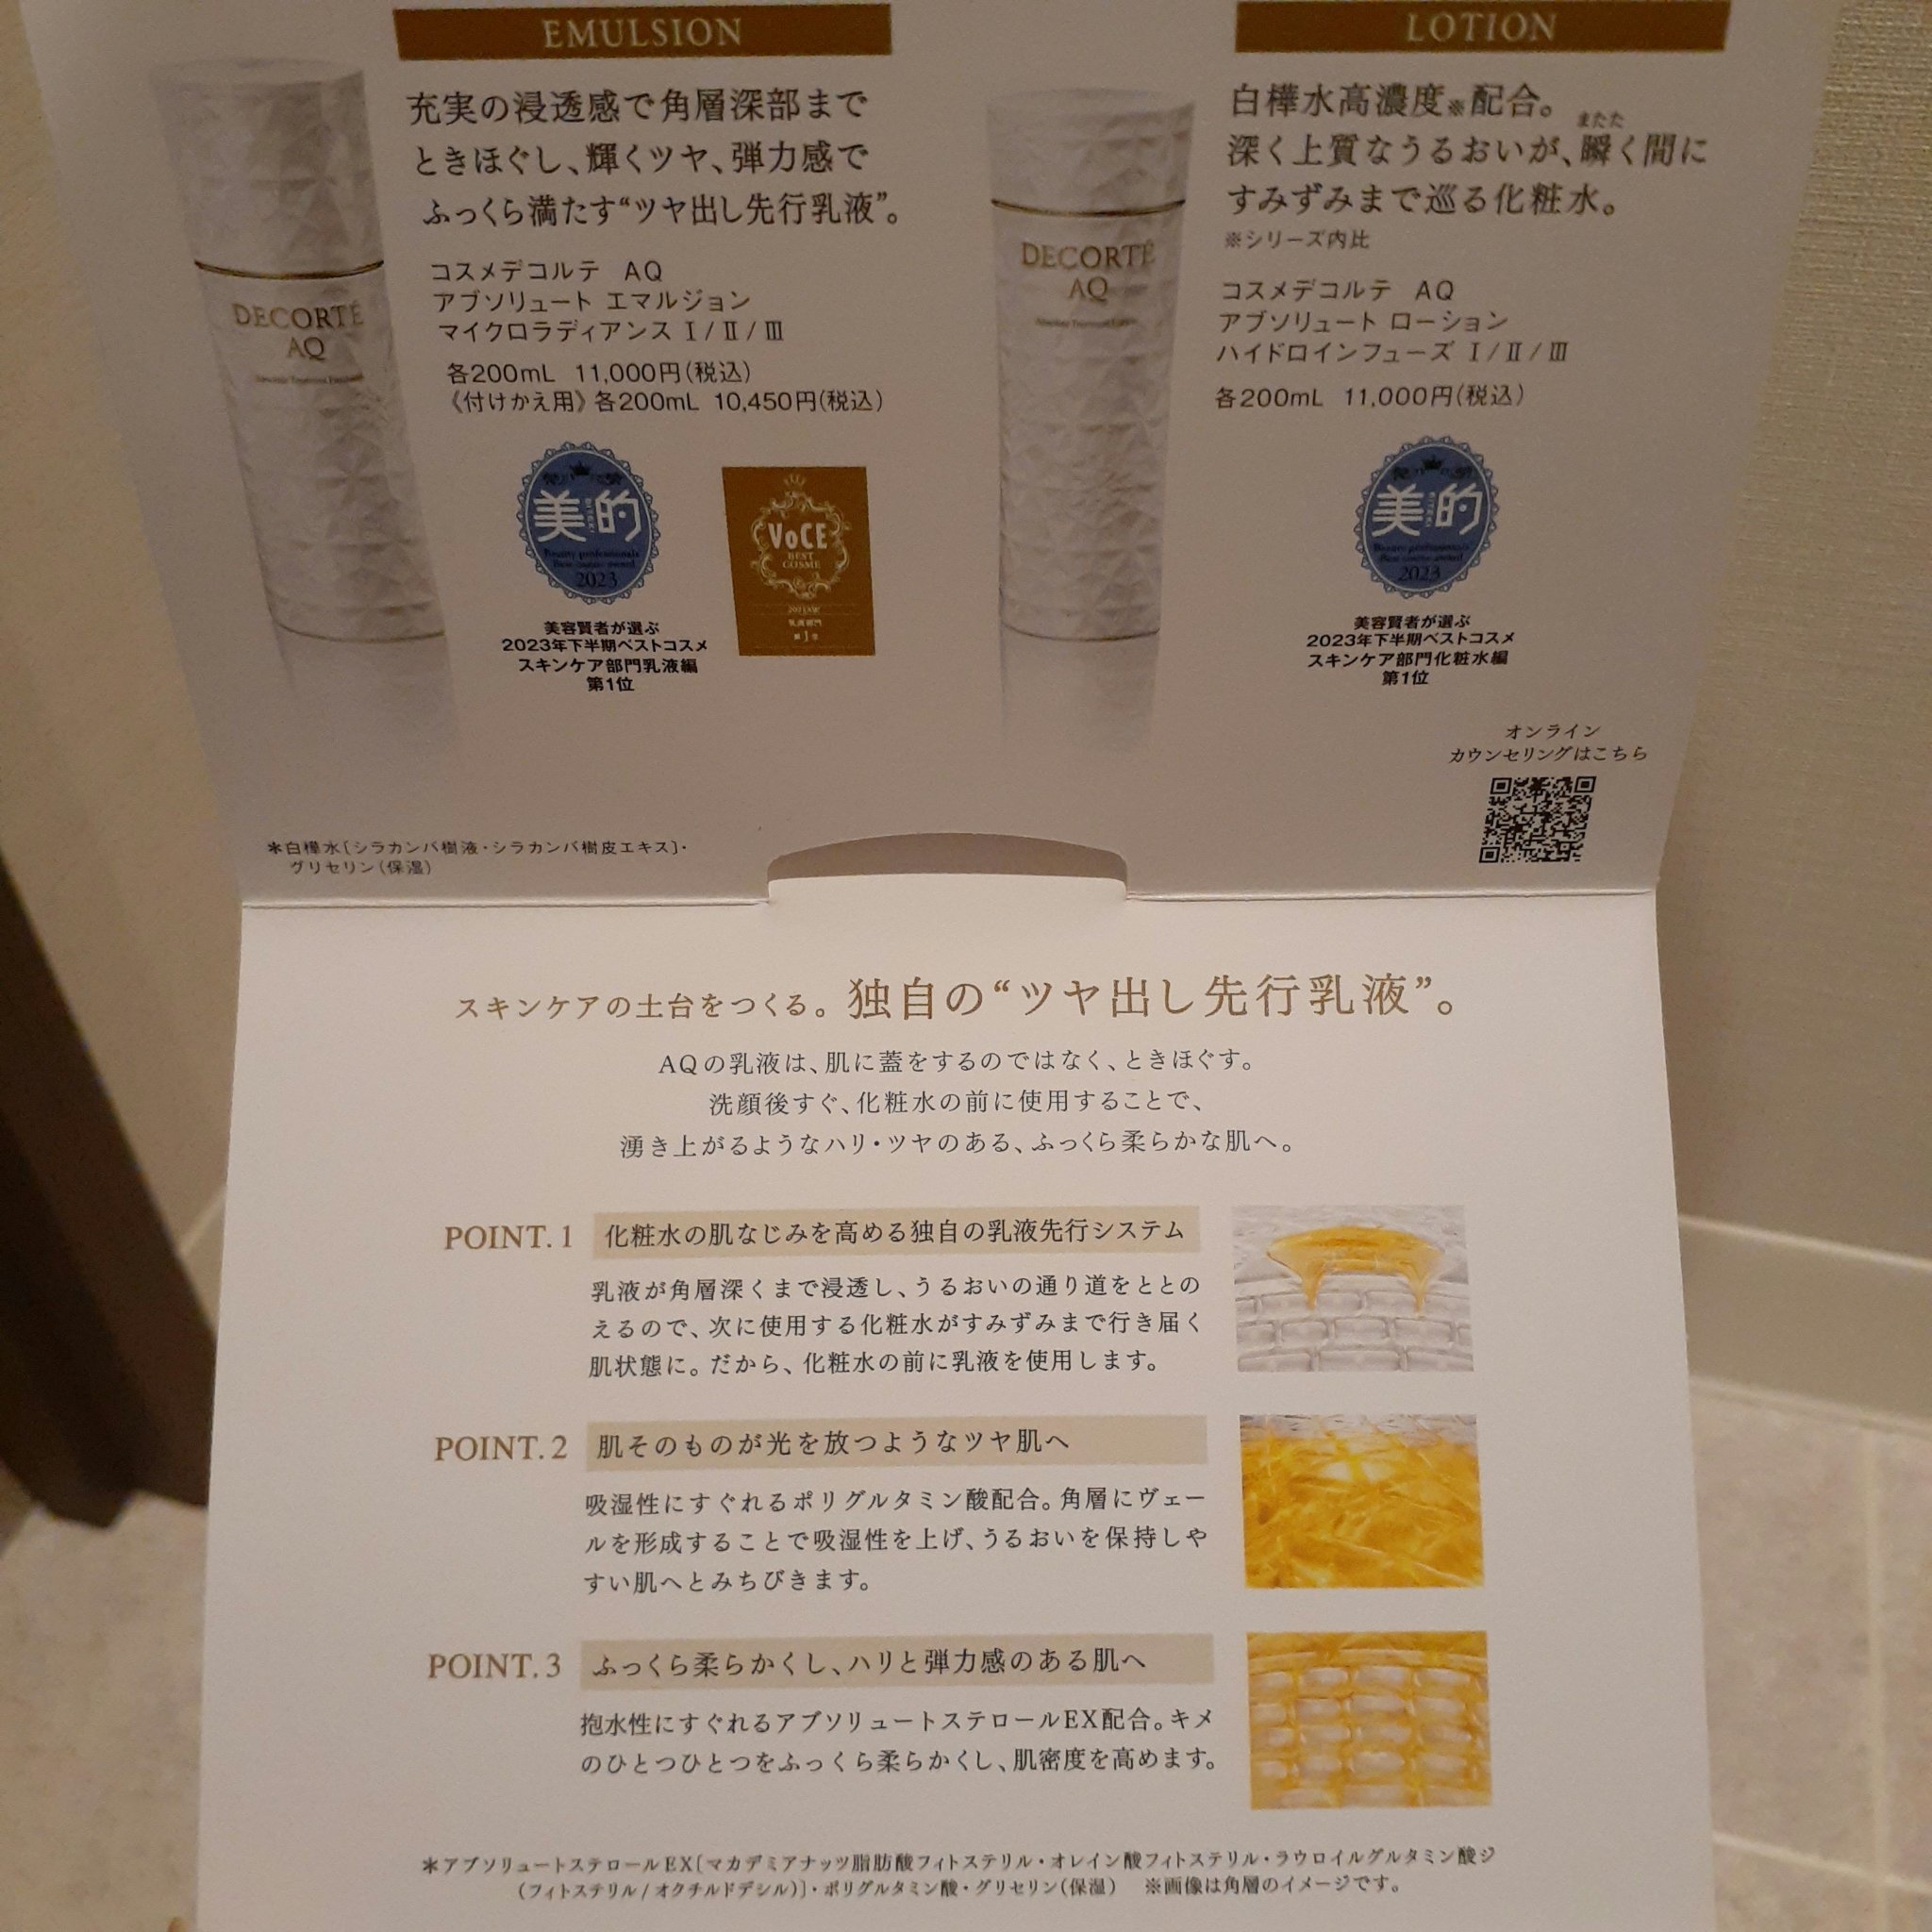 EMULSION
充実の浸透感で角層深部まで
ときほぐし、輝くツヤ、弾力感で
ふっくら満たす“ツヤ出し先行乳液”。
コスメデコルテ AQ
アブソリュート エマルジョン
マイクロラディアンス Ⅰ/Ⅱ/Ⅲ
各200mL 11,000円(税込)
《付けかえ用》各200mL 10,450円(税込)
DECORTÉ
AQ
美的
Beauty professionals'
Best cosme award
2023
美容賢者が選ぶ
2023年下半期ベストコスメ
スキンケア部門乳液編
第1位
VoCE
BEST
COSME
乳液部門
第1位
LOTION
白樺水高濃度※配合。
またた
深く上質なうるおいが、瞬く間に
すみずみまで巡る化粧水。
※シリーズ内比
コスメデコルテ AQ
アブソリュート ローション
ハイドロインフューズ Ⅰ/Ⅱ/Ⅲ
各200mL 11,000円(税込)
DECORTÉ
AQ
美的
Beauty professionals'
Best cosme award
2023
美容賢者が選ぶ
2023年下半期ベストコスメ
スキンケア部門化粧水編
第1位
オンライン
カウンセリングはこちら
＊白樺水〔シラカンバ樹液・シラカンバ樹皮エキス〕・
グリセリン(保湿)
スキンケアの土台をつくる。独自の“ツヤ出し先行乳液”。
AQの乳液は、肌に蓋をするのではなく、ときほぐす。
洗顔後すぐ、化粧水の前に使用することで、
湧き上がるようなハリ・ツヤのある、ふっくら柔らかな肌へ。
POINT.1 化粧水の肌なじみを高める独自の乳液先行システム
乳液が角層深くまで浸透し、うるおいの通り道をととの
えるので、次に使用する化粧水がすみずみまで行き届く
肌状態に。だから、化粧水の前に乳液を使用します。
POINT.2 肌そのものが光を放つようなツヤ肌へ
吸湿性にすぐれるポリグルタミン酸配合。角層にヴェー
ルを形成することで吸湿性を上げ、うるおいを保持しや
すい肌へとみちびきます。
POINT.3 ふっくら柔らかくし、ハリと弾力感のある肌へ
抱水性にすぐれるアブソリュートステロールEX配合。キメ
のひとつひとつをふっくら柔らかくし、肌密度を高めます。
＊アブソリュートステロールEX〔マカデミアナッツ脂肪酸フィトステリル・オレイン酸フィトステリル・ラウロイルグルタミン酸ジ
(フィトステリル/オクチルドデシル)〕・ポリグルタミン酸・グリセリン(保湿) ※画像は角層のイメージです。